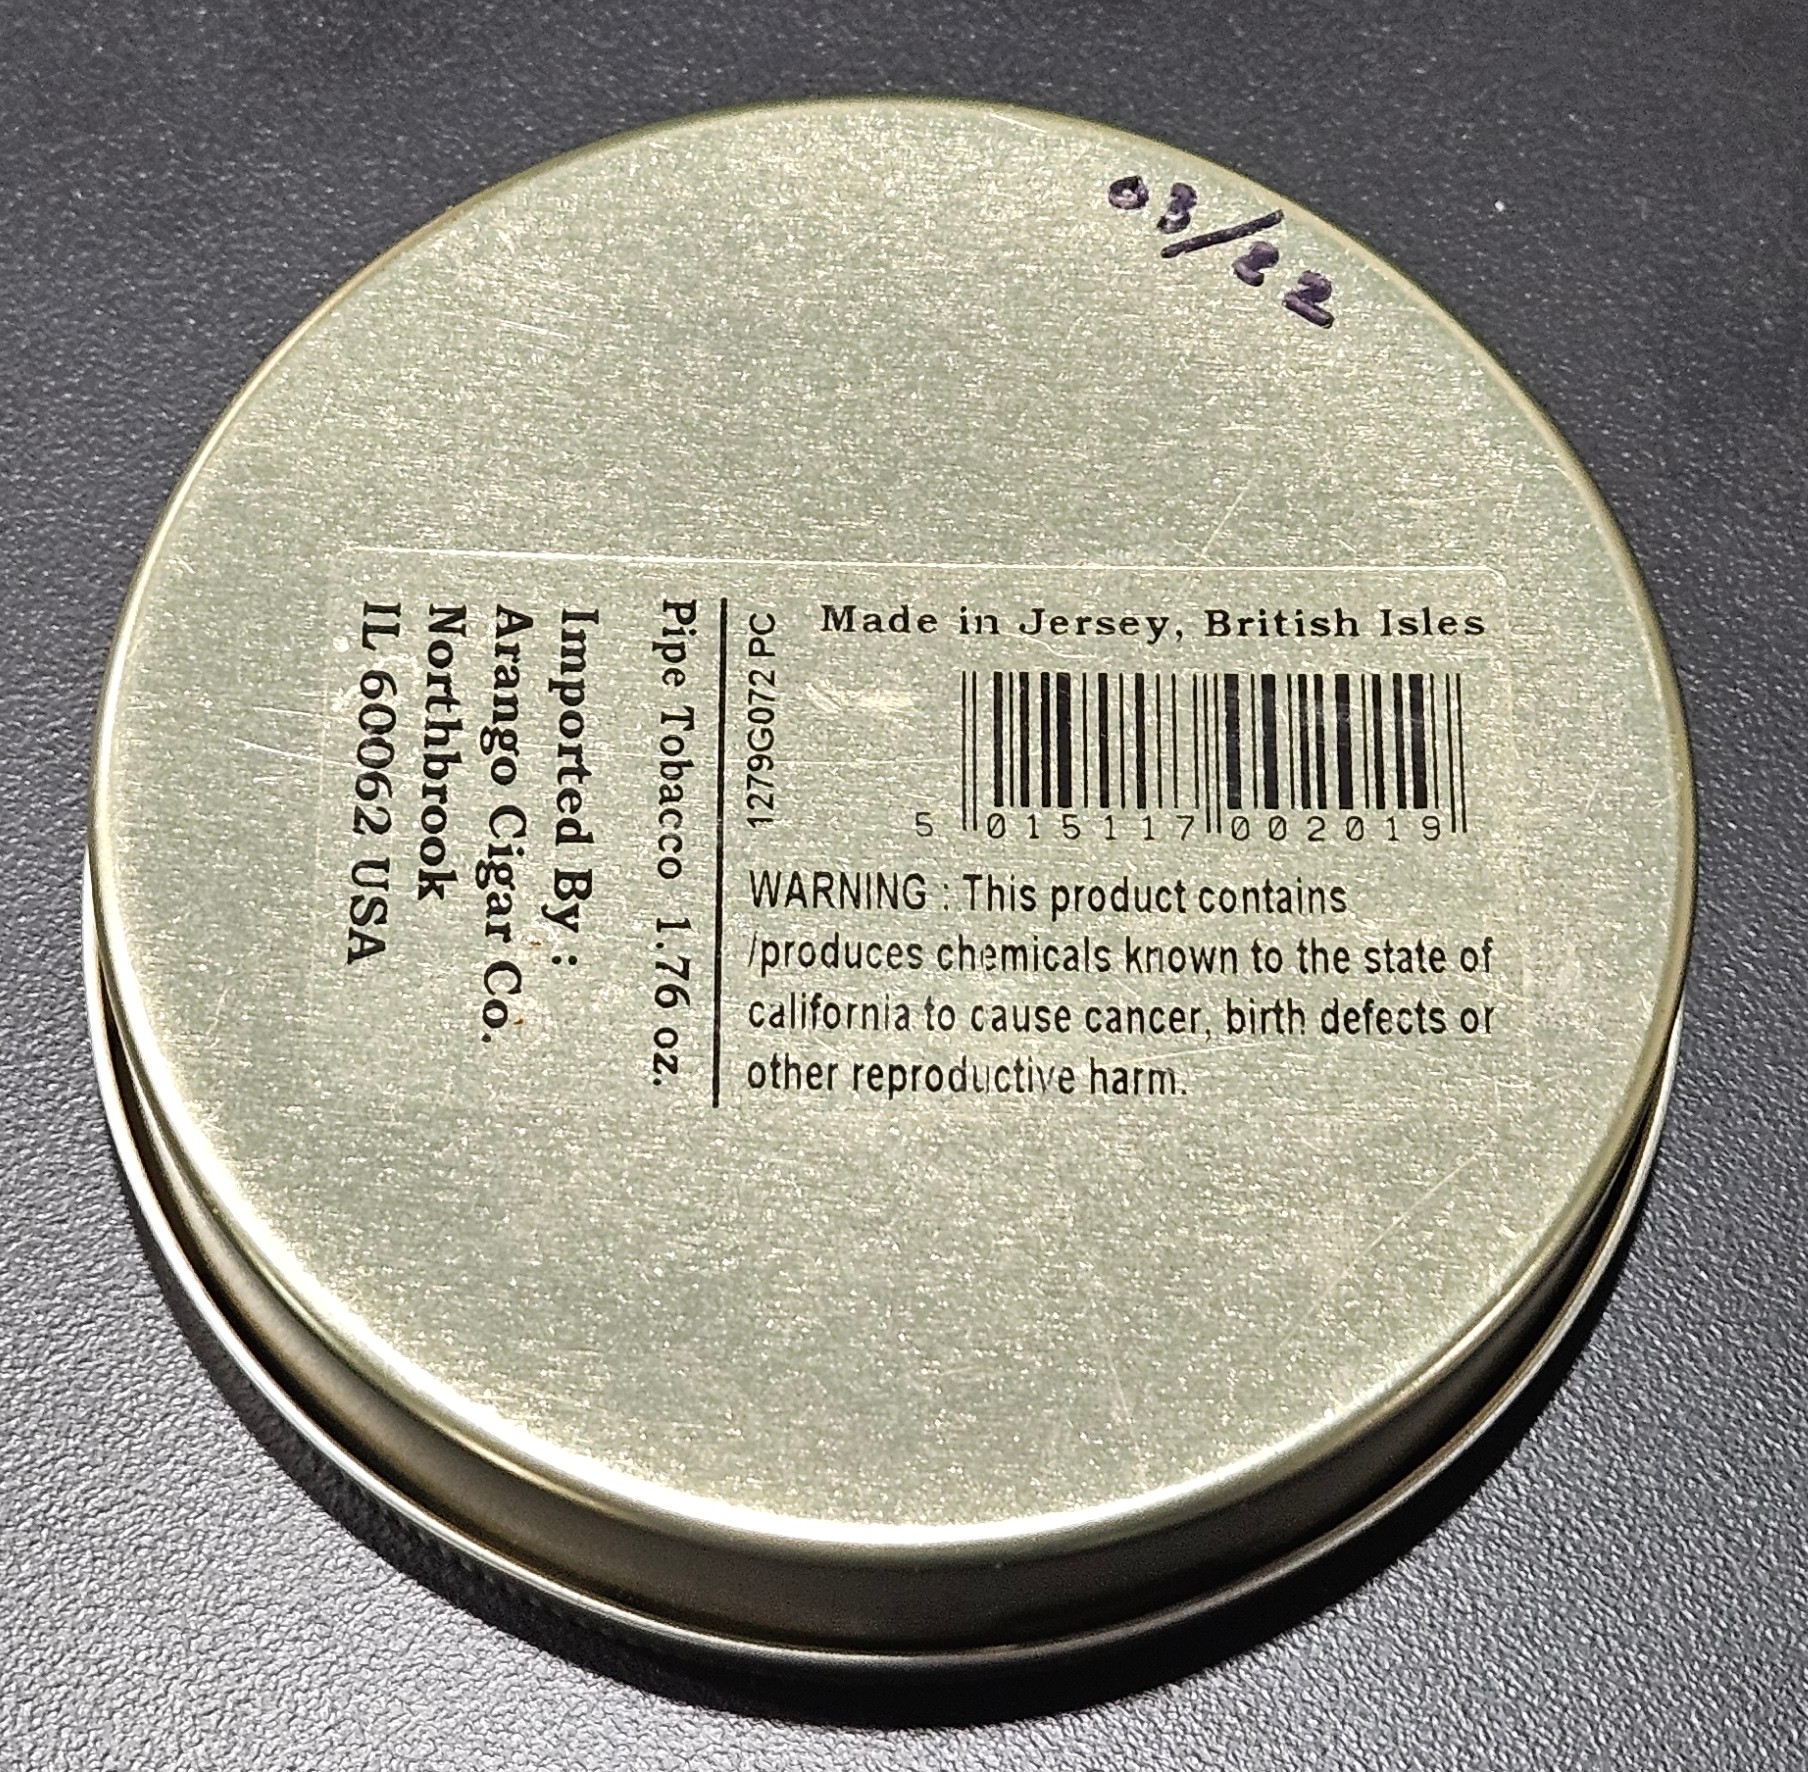 03/22
Made in Jersey, British Isles
5 015117 002019
1279G072 PC
WARNING : This product contains
/produces chemicals known to the state of
california to cause cancer, birth defects or
other reproductive harm.
Pipe Tobacco 1.76 oz.
Imported By :
Arango Cigar Co.
Northbrook
IL 60062 USA